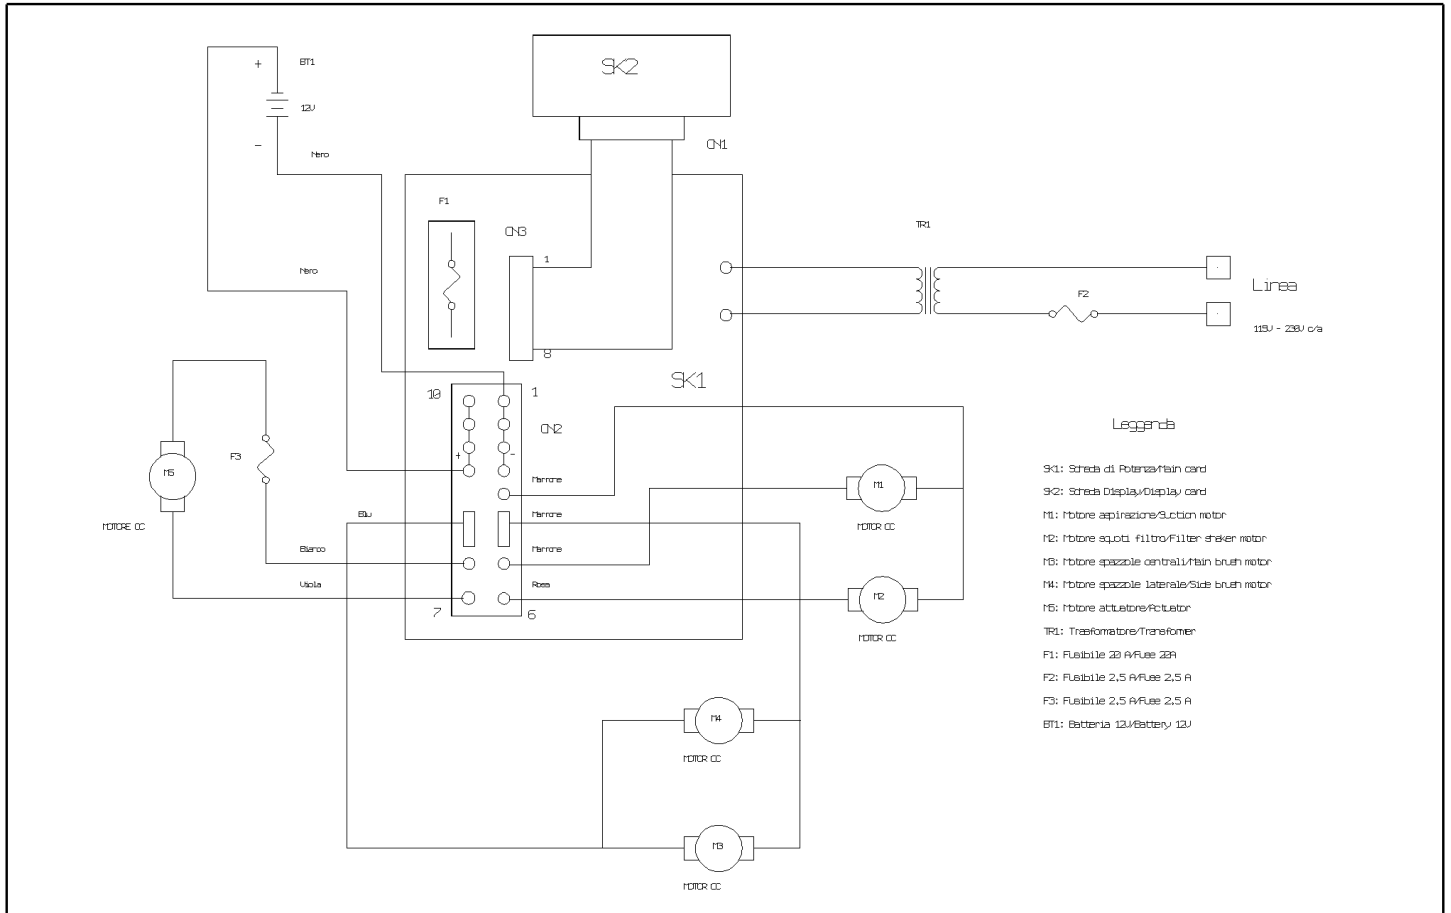 SK2
+
BT1
12V
CN1
-
Nero
F1
TR1
CN3
1
Nero
F2
Linea
115V - 230V c/a
8
SK1
10
1
Leggenda
CN2
F3
+
-
M5
SK1: Scheda di Potenza/Main card
Marrone
M1
SK2: Scheda Display/Display card
Blu
Marrone
M1: Motore aspirazione/Suction motor
MOTORE CC
MOTOR CC
M2: Motore squoti filtro/Filter shaker motor
Bianco
Marrone
M3: Motore spazzole centrali/Main brush motor
Viola
Rosa
M4: Motore spazzole laterale/Side brush motor
M2
7
6
M5: Motore attuatore/Actuator
TR1: Trasformatore/Transformer
MOTOR CC
F1: Fusibile 20 A/Fuse 20A
F2: Fusibile 2,5 A/Fuse 2,5 A
F3: Fusibile 2,5 A/Fuse 2,5 A
M4
BT1: Batteria 12V/Battery 12V
MOTOR CC
M3
MOTOR CC